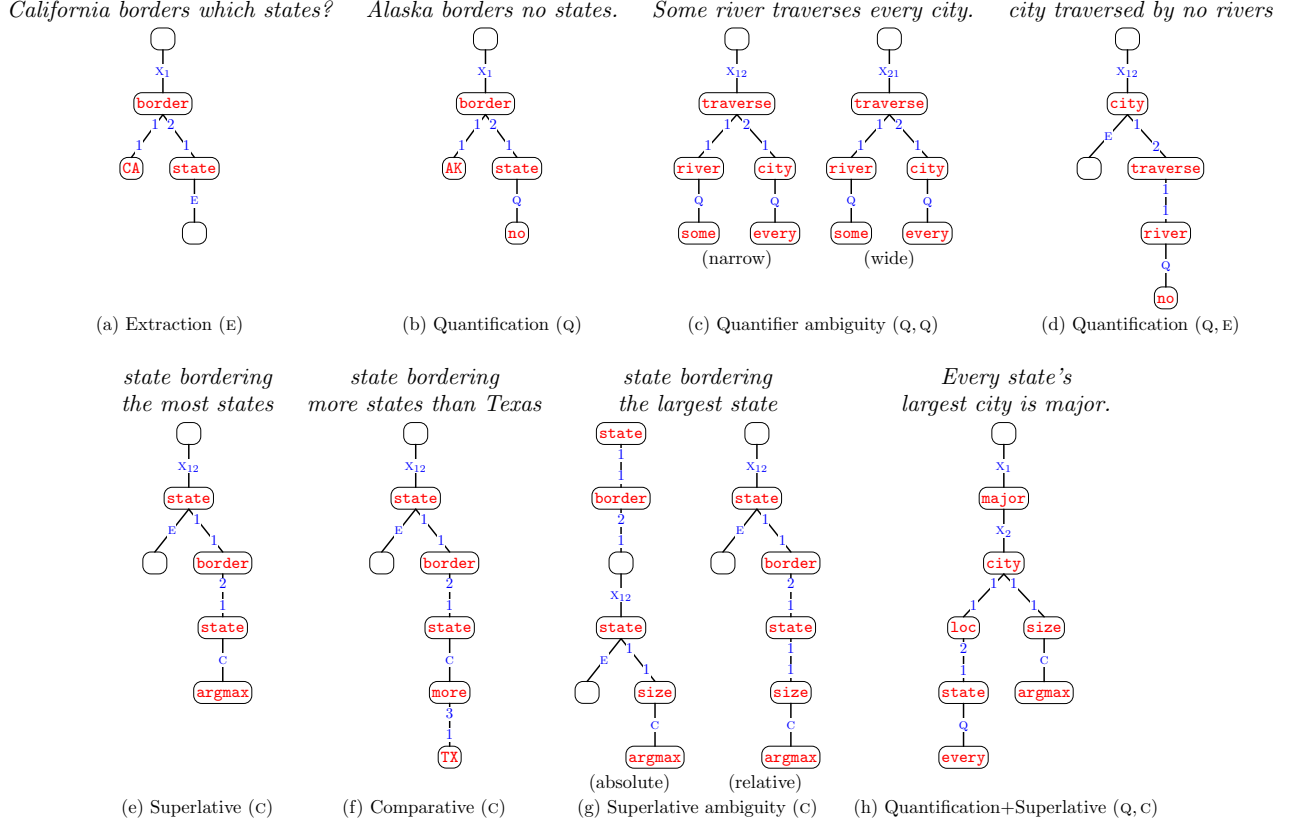 California borders which states?
Alaska borders no states.
Some river traverses every city.
city traversed by no rivers
x1
border
1 2
1 1
CA state
E
(a) Extraction (E)
x1
border
1 2
1 1
AK state
Q
no
(b) Quantification (Q)
x12 x21
traverse traverse
1 2 1 2
1 1 1 1
river city river city
Q Q Q Q
some every some every
(narrow) (wide)
(c) Quantifier ambiguity (Q, Q)
x12
city
E 1
2
traverse
1
1
river
Q
no
(d) Quantification (Q, E)
state bordering
the most states
x12
state
E 1
1
border
2
1
state
C
argmax
(e) Superlative (C)
state bordering
more states than Texas
x12
state
E 1
1
border
2
1
state
C
more
3
1
TX
(f) Comparative (C)
state bordering
the largest state
state
1
1
border
2
1
x12
state
E 1
1
size
C
argmax
(absolute)
x12
state
E 1
1
border
2
1
state
1
1
size
C
argmax
(relative)
(g) Superlative ambiguity (C)
Every state's
largest city is major.
x1
major
x2
city
1 1
1 1
loc size
2 C
1 argmax
state
Q
every
(h) Quantification+Superlative (Q, C)